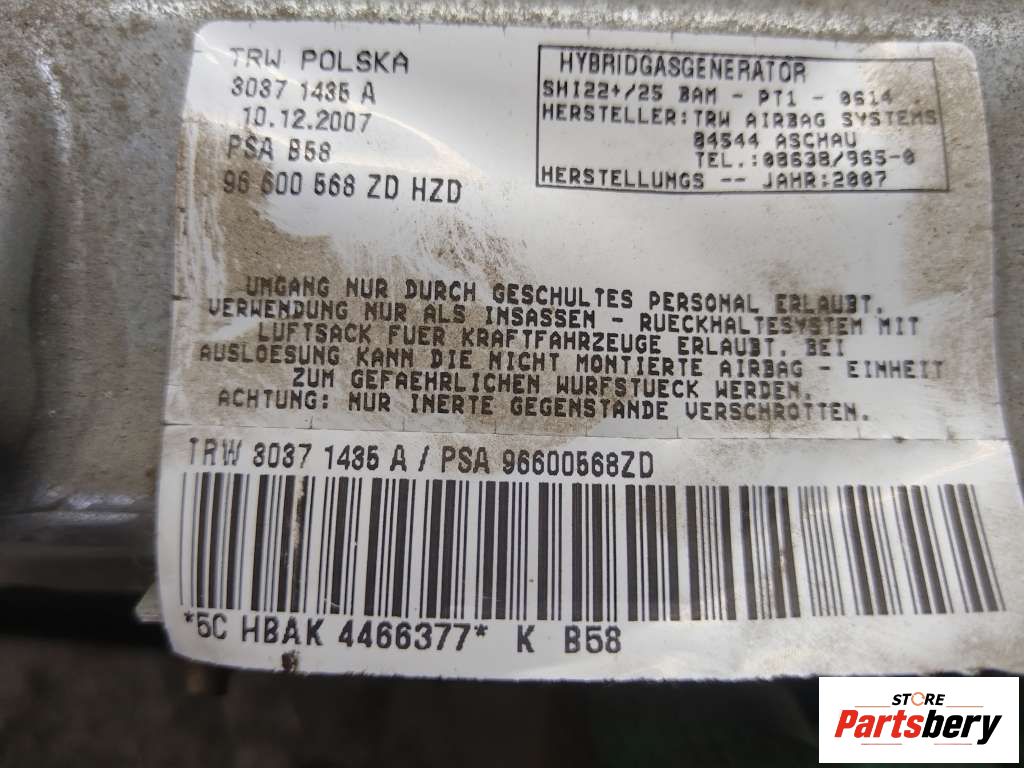 TRW POLSKA
3037 1435 A
10.12.2007
PSA B58
96 600 568 ZD HZD
HYBRIDGASGENERATOR
SHI22+/25 BAM - PT1 - 0614
HERSTELLER:TRW AIRBAG SYSTEMS
84544 ASCHAU
TEL.:08638/965-0
HERSTELLUNGS -- JAHR:2007
UMGANG NUR DURCH GESCHULTES PERSONAL ERLAUBT.
VERWENDUNG NUR ALS INSASSEN - RUECKHALTESYSTEM MIT
LUFTSACK FUER KRAFTFAHRZEUGE ERLAUBT. BEI
AUSLOESUNG KANN DIE NICHT MONTIERTE AIRBAG - EINHEIT
ZUM GEFAEHRLICHEN WURFSTUECK WERDEN.
ACHTUNG: NUR INERTE GEGENSTANDE VERSCHROTTEN.
TRW 3037 1435 A / PSA 96600568ZD
*5C HBAK 4466377* K B58
STORE
Partsbery